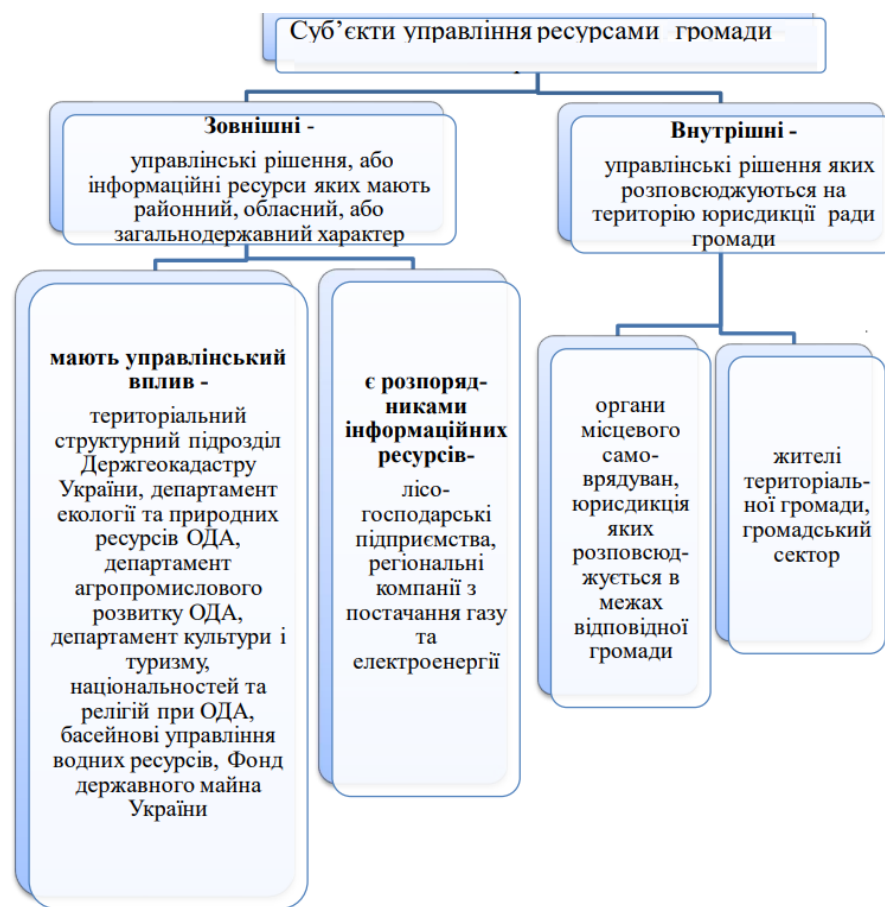 Суб’єкти управління ресурсами громади
Зовнішні -
управлінські рішення, або
інформаційні ресурси яких мають
районний, обласний, або
загальнодержавний характер
Внутрішні -
управлінські рішення яких
розповсюджуються на
територію юрисдикції ради
громади
мають управлінський
вплив -
територіальний
структурний підрозділ
Держгеокадастру
України, департамент
екології та природних
ресурсів ОДА,
департамент
агропромислового
розвитку ОДА,
департамент культури і
туризму,
національностей та
релігій при ОДА,
басейнові управління
водних ресурсів, Фонд
державного майна
України
є розпоряд-
никами
інформаційних
ресурсів-
лісо-
господарські
підприємства,
регіональні
компанії з
постачання газу
та
електроенергії
органи
місцевого
само-
врядуван,
юрисдикція
яких
розповсюд-
жується в
межах
відповідної
громади
жителі
територіаль-
ної громади,
громадський
сектор